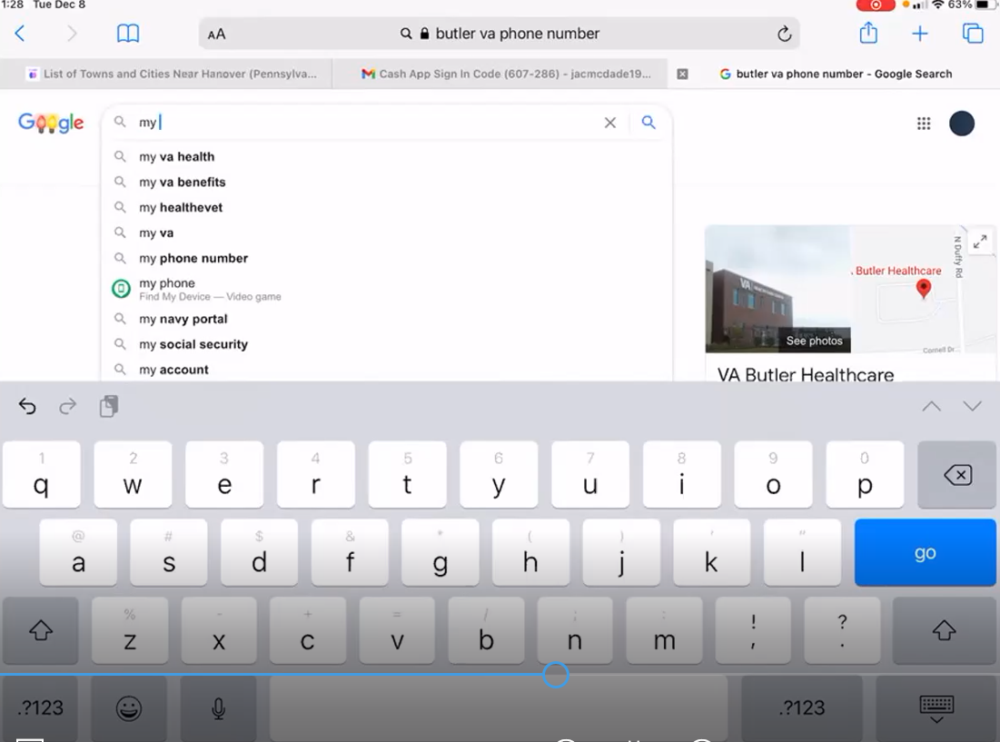 1:28 Tue Dec 8
63%
AA
butler va phone number
List of Towns and Cities Near Hanover (Pennsylva...
Cash App Sign In Code (607-286) - jacmcdade19...
butler va phone number - Google Search
Google
my
my va health
my va benefits
my healthevet
my va
my phone number
my phone
Find My Device — Video game
my navy portal
my social security
my account
N Duffy Rd
Butler Healthcare
VA
See photos
Cornell Dr
VA Butler Healthcare
1 2 3 4 5 6 7 8 9 0
q w e r t y u i o p
@ # $ & * ( ) ' "
a s d f g h j k l go
% - + = / ; : ! ?
z x c v b n m , .
.?123 .?123